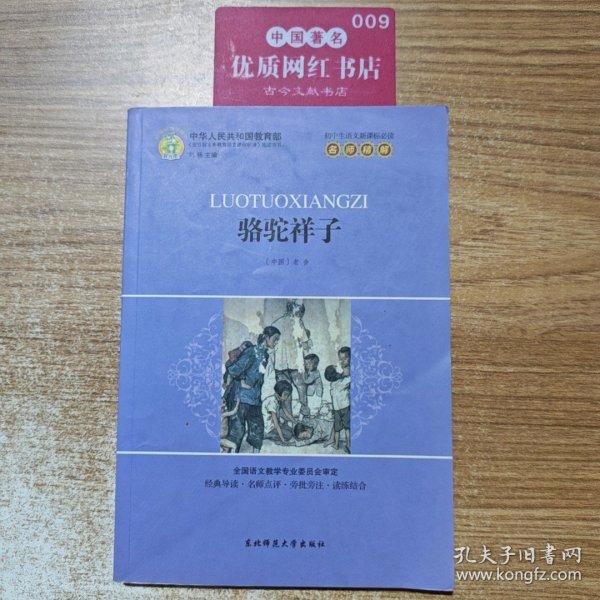 009
中国著名
优质网红书店
古今文献书店
中华人民共和国教育部
初中生语文新课标必读
刘杨 主编
名师精解
LUOTUOXIANGZI
骆驼祥子
［中国］老舍
全国语文教学专业委员会审定
经典导读·名师点评·旁批旁注·读练结合
东北师范大学出版社
孔夫子旧书网
www.kongfz.com